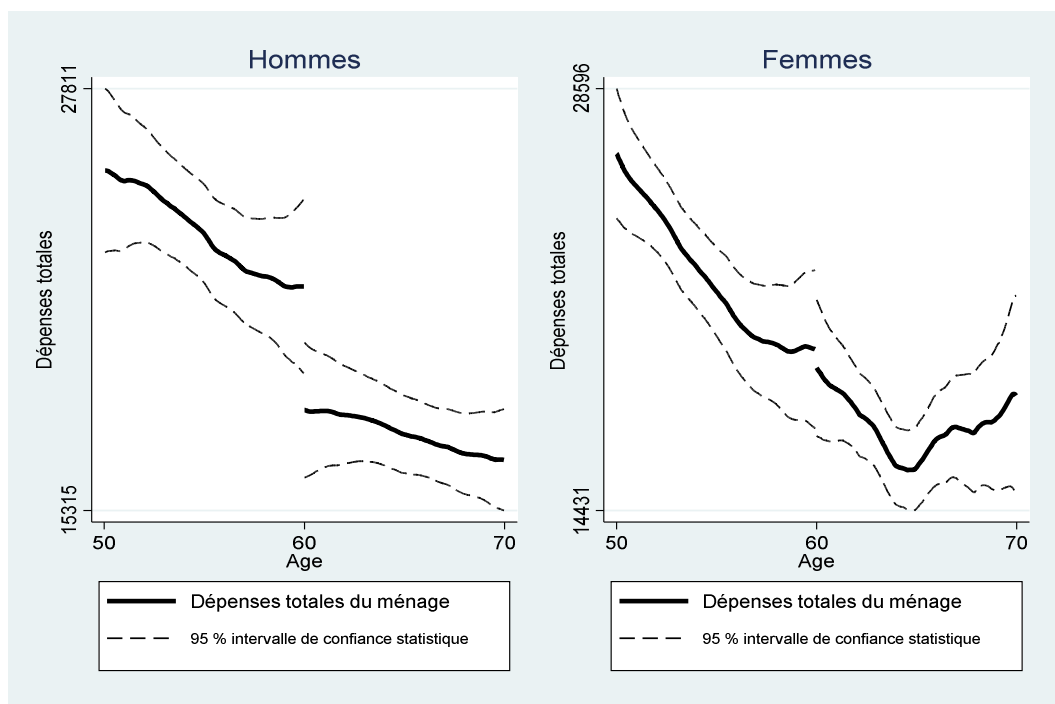 Hommes
27811
Dépenses totales
15315
50
60
70
Age
Dépenses totales du ménage
95 % intervalle de confiance statistique
Femmes
28596
Dépenses totales
14431
50
60
70
Age
Dépenses totales du ménage
95 % intervalle de confiance statistique